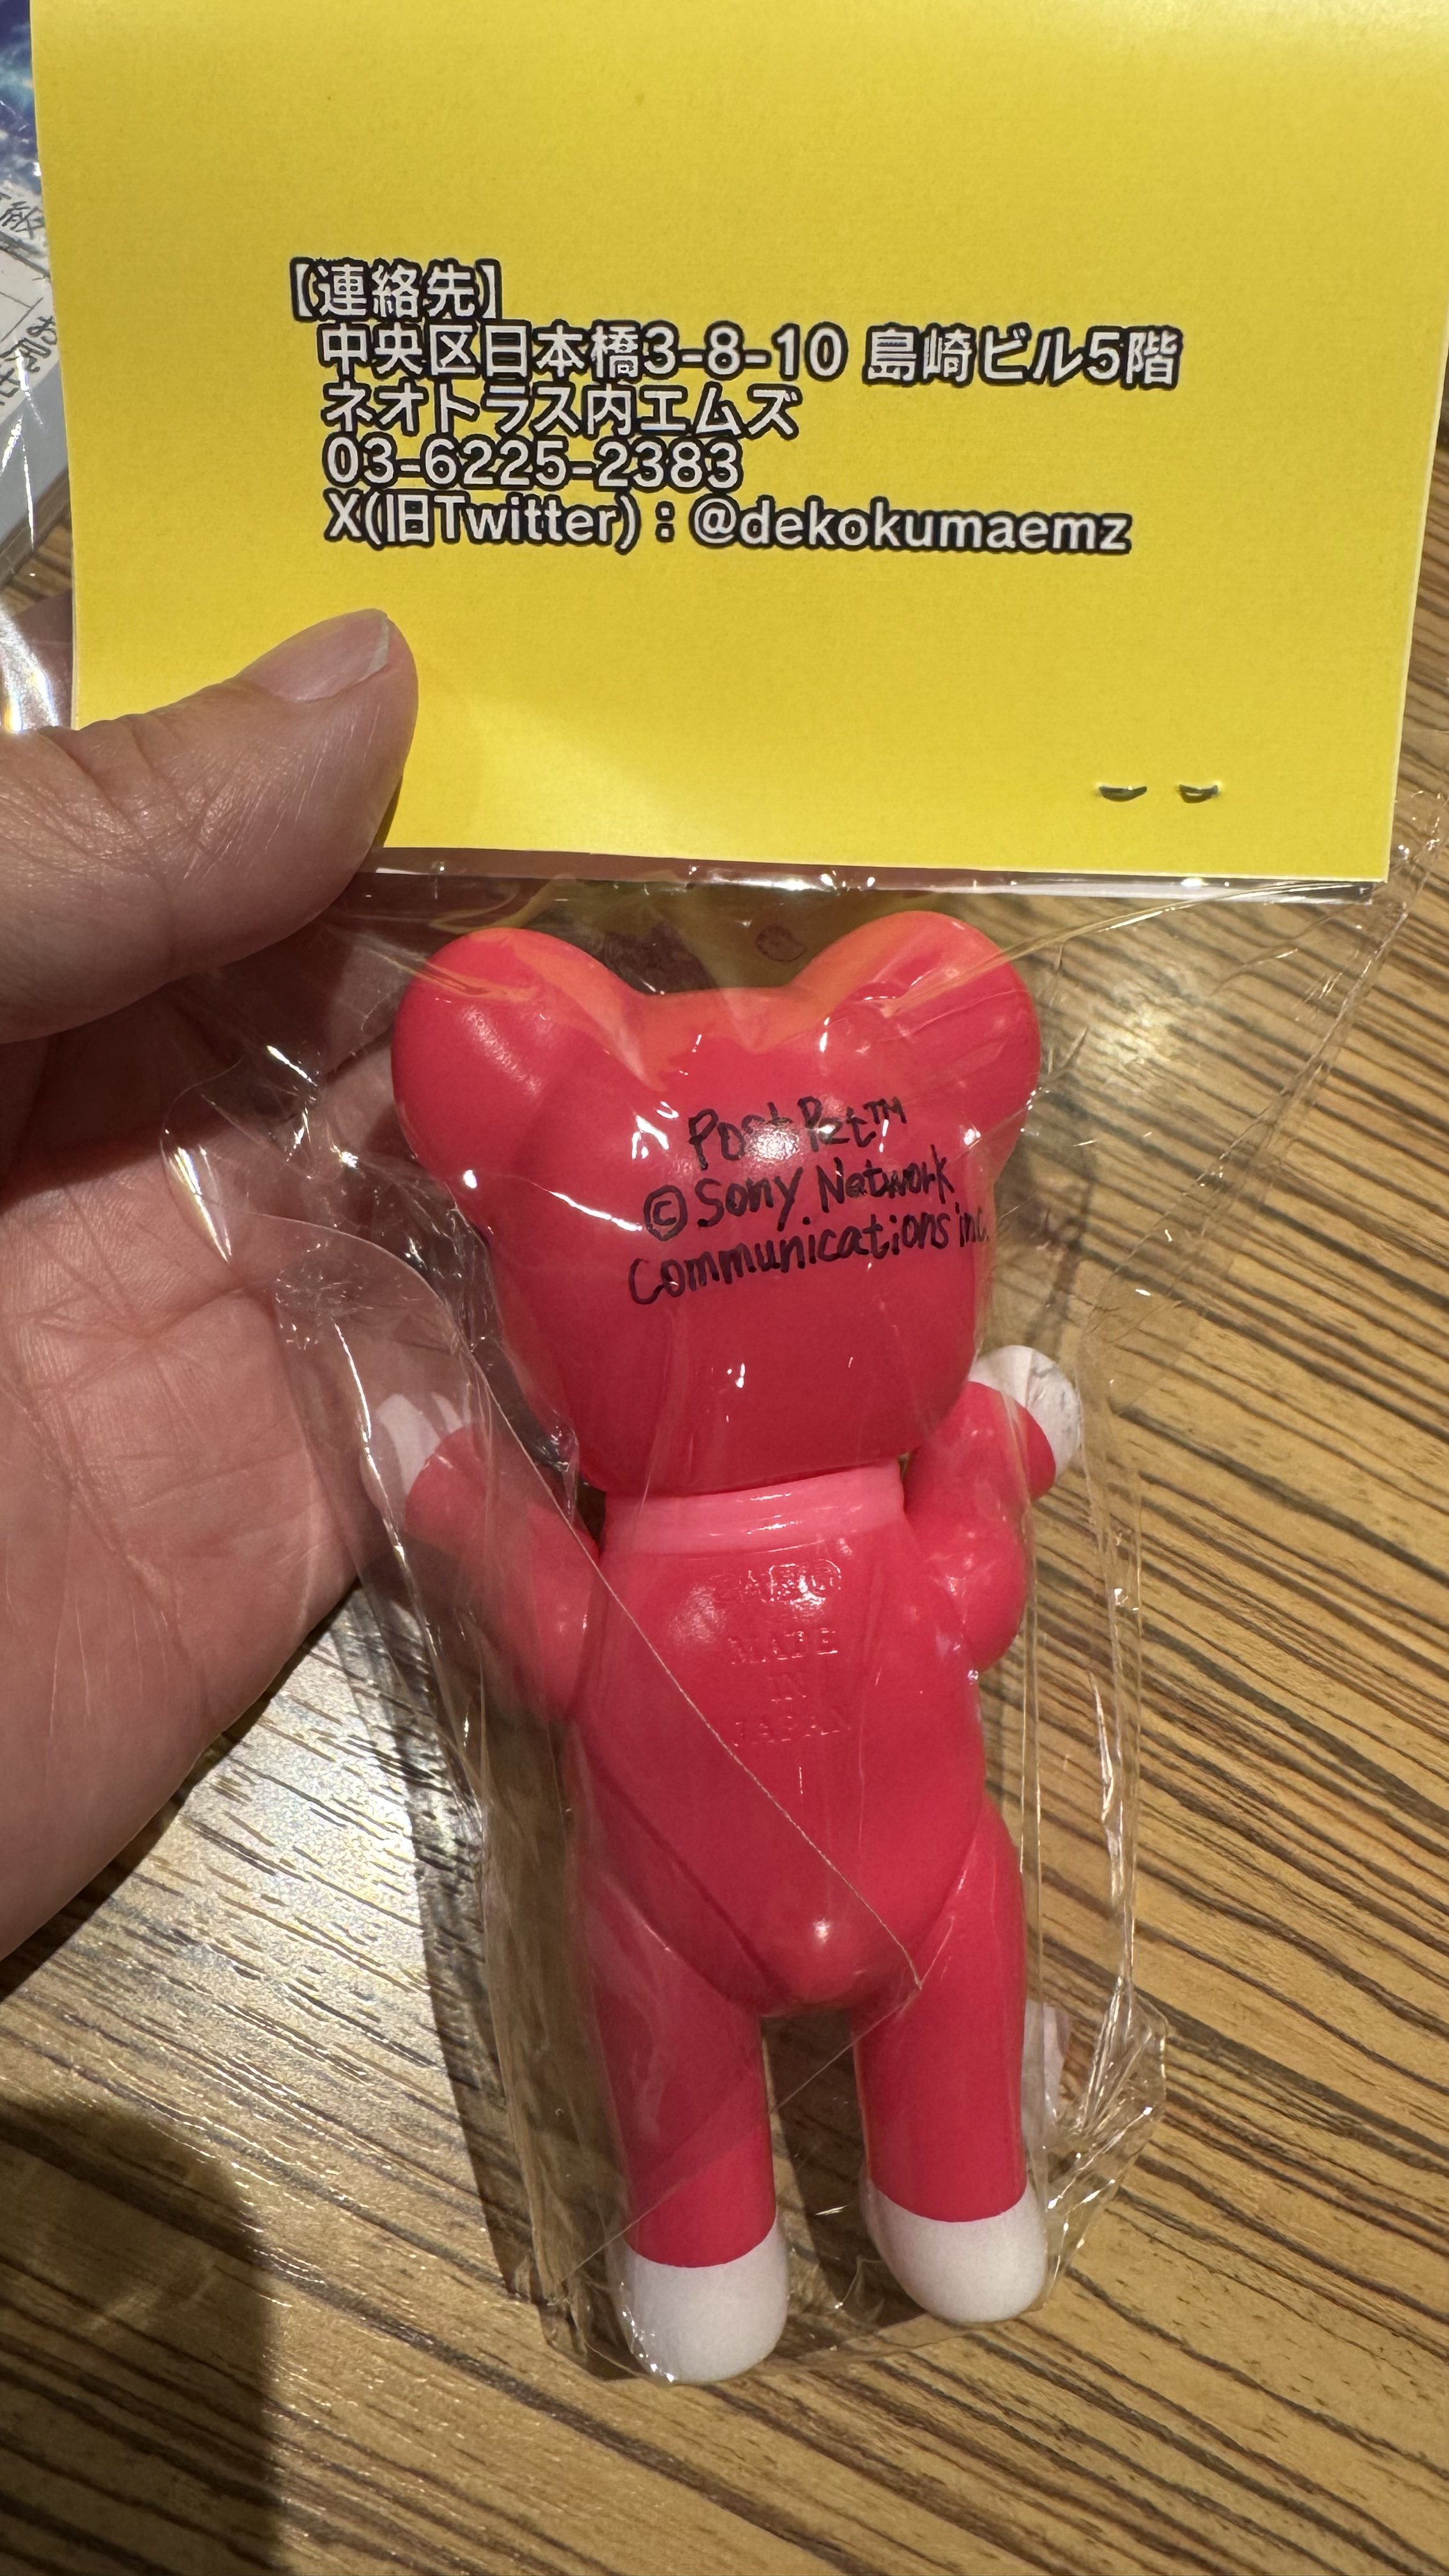 【連絡先】
中央区日本橋3-8-10 島崎ビル5階
ネオトラス内エムズ
03-6225-2383
X(旧Twitter)：@dekokumaemz
Post Pet™
©Sony Network
Communications inc.
MADE
IN
JAPAN